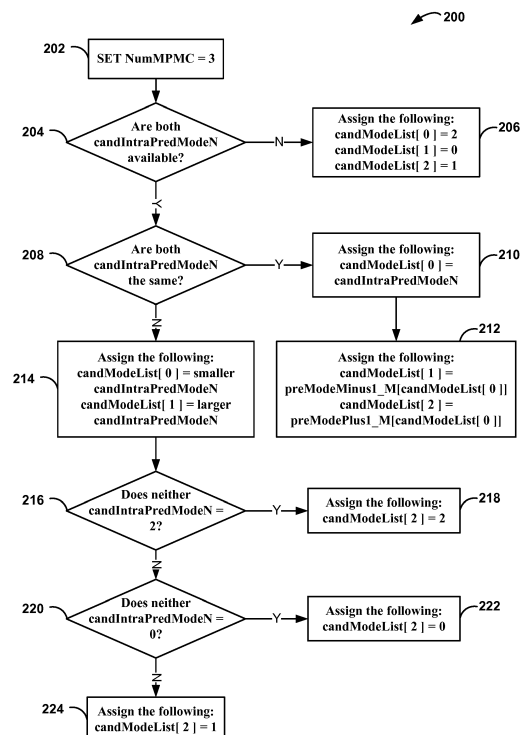 200
202
SET NumMPMC = 3
204
Are both
candIntraPredModeN
available?
N
Assign the following:
candModeList[ 0 ] = 2
candModeList[ 1 ] = 0
candModeList[ 2 ] = 1
206
Y
208
Are both
candIntraPredModeN
the same?
Y
Assign the following:
candModeList[ 0 ] =
candIntraPredModeN
210
N
212
214
Assign the following:
candModeList[ 0 ] = smaller
candIntraPredModeN
candModeList[ 1 ] = larger
candIntraPredModeN
Assign the following:
candModeList[ 1 ] =
preModeMinus1_M[candModeList[ 0 ]]
candModeList[ 2 ] =
preModePlus1_M[candModeList[ 0 ]]
216
Does neither
candIntraPredModeN =
2?
Y
Assign the following:
candModeList[ 2 ] = 2
218
N
220
Does neither
candIntraPredModeN =
0?
Y
Assign the following:
candModeList[ 2 ] = 0
222
N
224
Assign the following:
candModeList[ 2 ] = 1